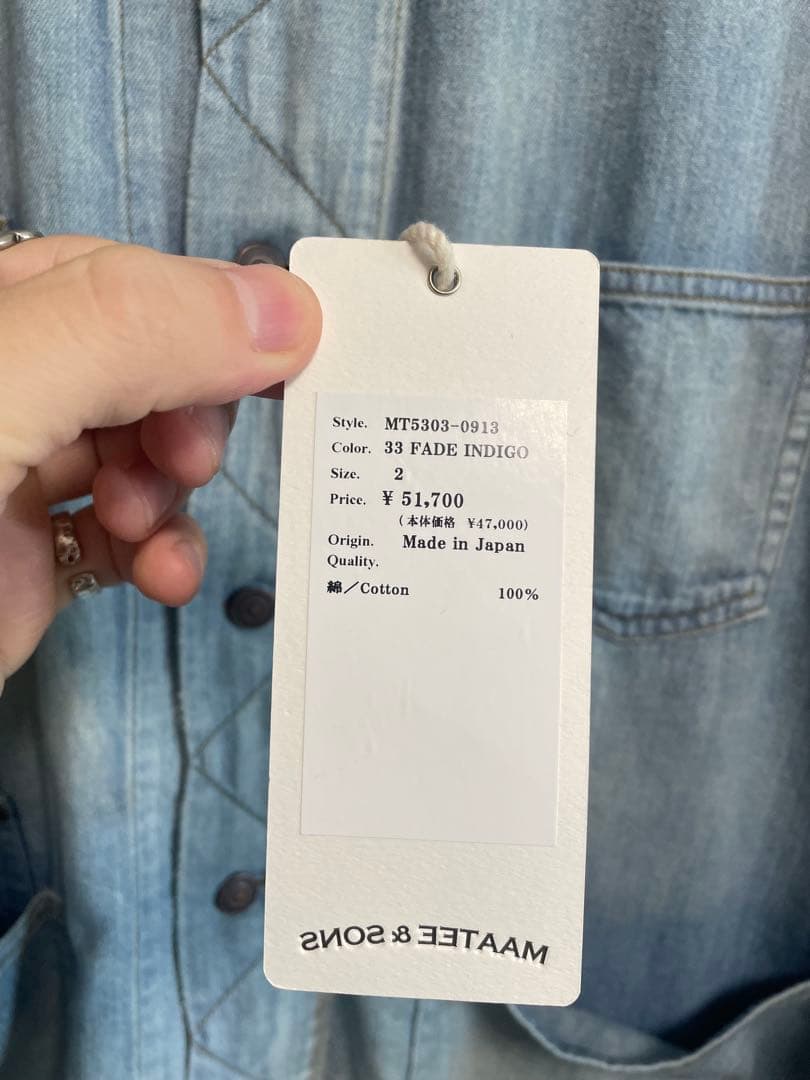 Style. MT5303-0913
Color. 33 FADE INDIGO
Size. 2
Price. ¥ 51,700
(本体価格 ¥47,000)
Origin. Made in Japan
Quality.
綿/Cotton 100%
MAATEE & SONS